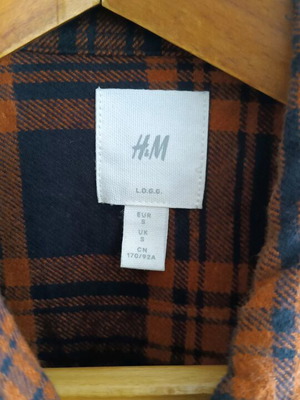 H&M
L.O.G.G.
EUR
S
UK
S
CN
170/92A